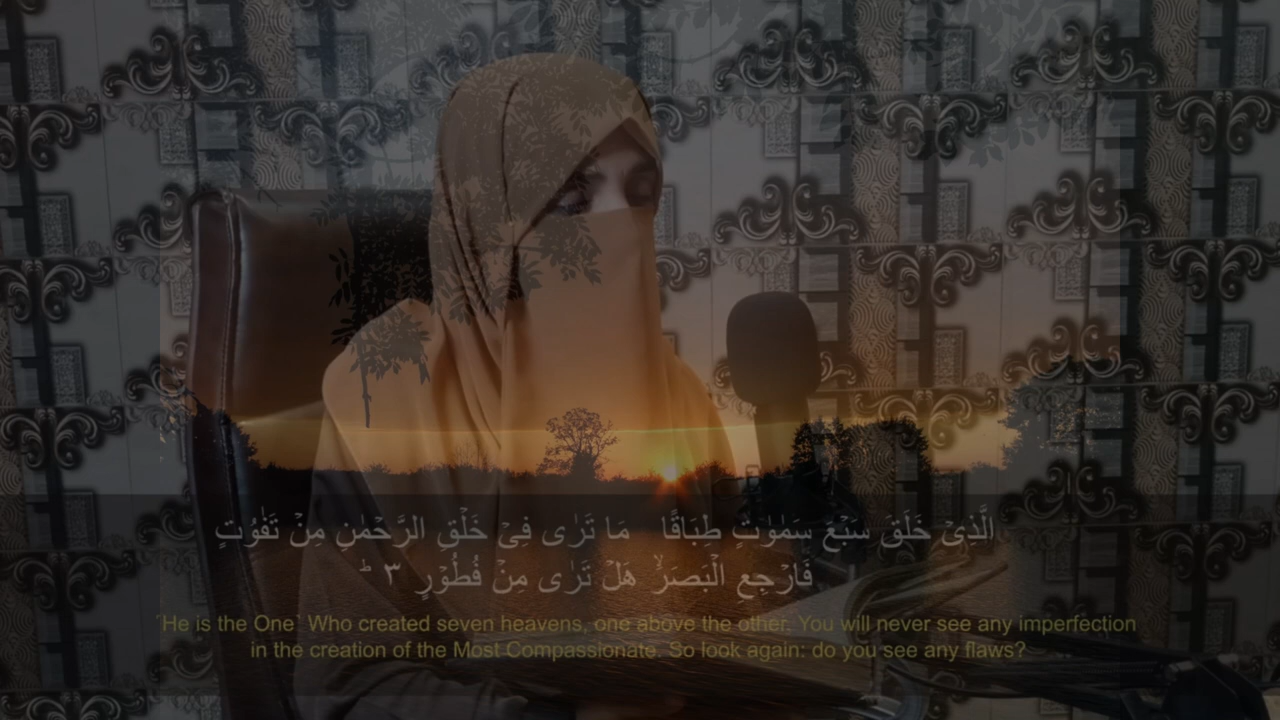 الَّذِىْ خَلَقَ سَبْعَ سَمٰوٰتٍ طِبَاقًا ؕ مَا تَرٰى فِىْ خَلْقِ الرَّحْمٰنِ مِنْ تَفٰوُتٍ
فَارْجِعِ الْبَصَرَۙ هَلْ تَرٰى مِنْ فُطُوْرٍ ٣ ؕ
˹He is the One˺ Who created seven heavens, one above the other. You will never see any imperfection
in the creation of the Most Compassionate. So look again: do you see any flaws?